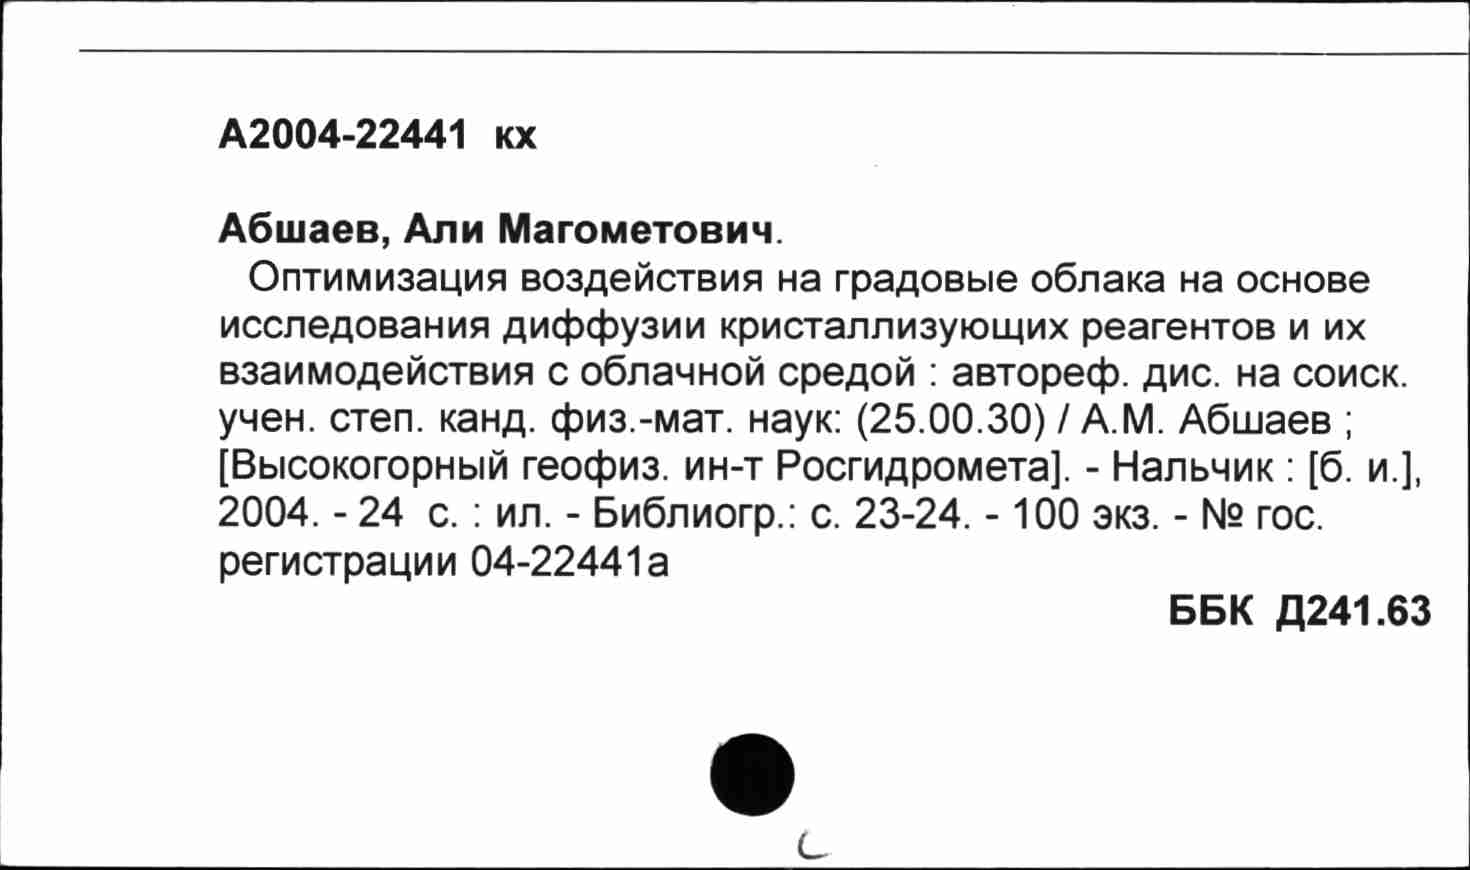 А2004-22441 кх
Абшаев, Али Магометович.
Оптимизация воздействия на градовые облака на основе
исследования диффузии кристаллизующих реагентов и их
взаимодействия с облачной средой : автореф. дис. на соиск.
учен. степ. канд. физ.-мат. наук: (25.00.30) / А.М. Абшаев ;
[Высокогорный геофиз. ин-т Росгидромета]. - Нальчик : [б. и.],
2004. - 24 с. : ил. - Библиогр.: с. 23-24. - 100 экз. - № гос.
регистрации 04-22441а
ББК Д241.63